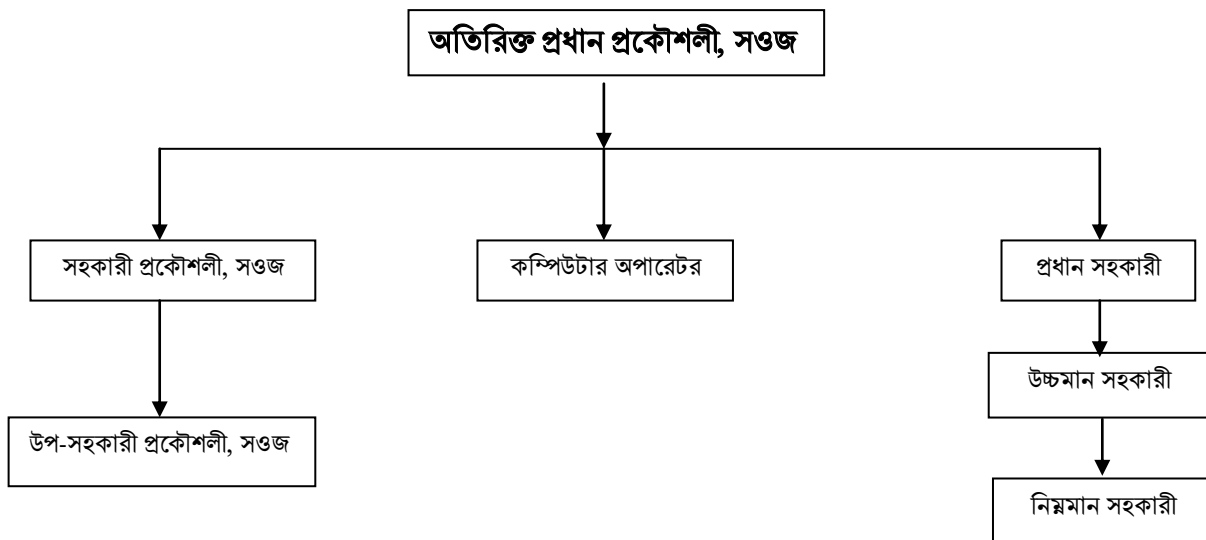 অতিরিক্ত প্রধান প্রকৌশলী, সওজ
সহকারী প্রকৌশলী, সওজ
কম্পিউটার অপারেটর
প্রধান সহকারী
উচ্চমান সহকারী
উপ-সহকারী প্রকৌশলী, সওজ
নিম্নমান সহকারী